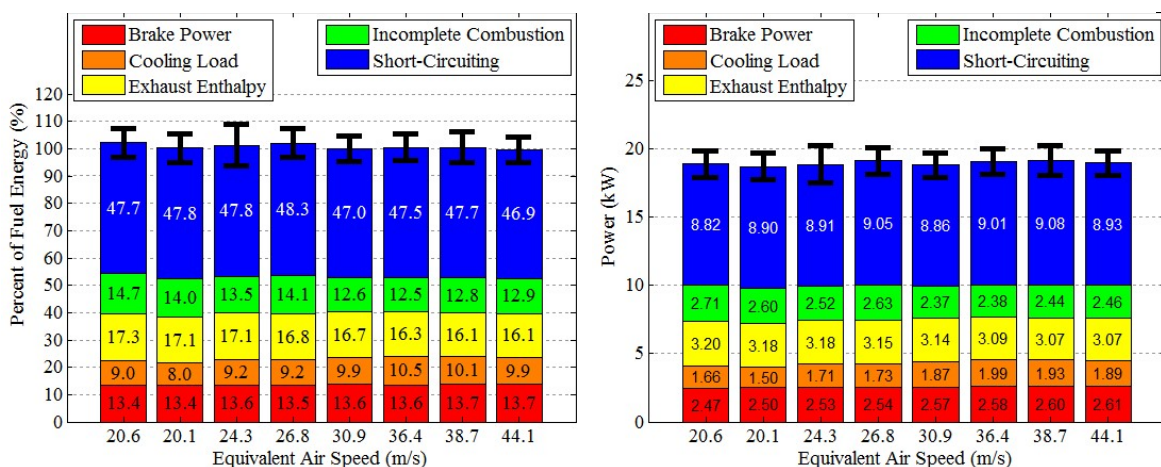 Brake Power
Cooling Load
Exhaust Enthalpy
Incomplete Combustion
Short-Circuiting
Percent of Fuel Energy (%)
120
110
100
90
80
70
60
50
40
30
20
10
0
47.7 47.8 47.8 48.3 47.0 47.5 47.7 46.9
14.7 14.0 13.5 14.1 12.6 12.5 12.8 12.9
17.3 17.1 17.1 16.8 16.7 16.3 16.1 16.1
9.0 8.0 9.2 9.2 9.9 10.5 10.1 9.9
13.4 13.4 13.6 13.5 13.6 13.6 13.7 13.7
20.6 20.1 24.3 26.8 30.9 36.4 38.7 44.1
Equivalent Air Speed (m/s)
Brake Power
Cooling Load
Exhaust Enthalpy
Incomplete Combustion
Short-Circuiting
Power (kW)
25
20
15
10
5
0
8.82 8.90 8.91 9.05 8.86 9.01 9.08 8.93
2.71 2.60 2.52 2.63 2.37 2.38 2.44 2.46
3.20 3.18 3.18 3.15 3.14 3.09 3.07 3.07
1.66 1.50 1.71 1.73 1.87 1.99 1.93 1.89
2.47 2.50 2.53 2.54 2.57 2.58 2.60 2.61
20.6 20.1 24.3 26.8 30.9 36.4 38.7 44.1
Equivalent Air Speed (m/s)